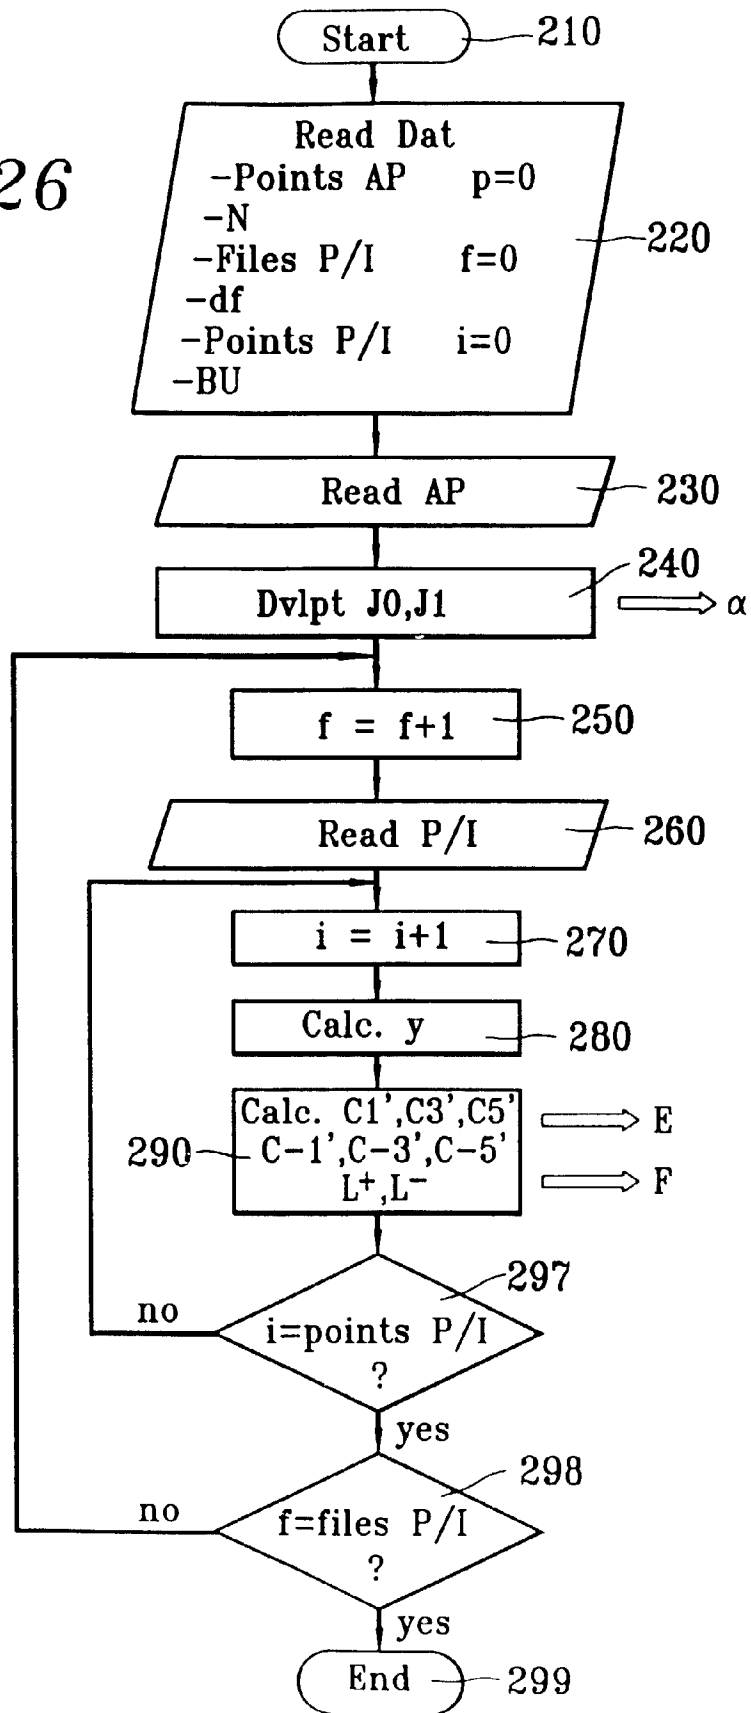 Start
210
26
Read Dat
-Points AP p=0
-N
-Files P/I f=0
-df
-Points P/I i=0
-BU
220
Read AP
230
Dvlpt J0,J1
240
α
f = f+1
250
Read P/I
260
i = i+1
270
Calc. y
280
Calc. C1',C3',C5'
C-1',C-3',C-5'
L+,L-
290
E
F
297
no
i=points P/I
?
yes
298
no
f=files P/I
?
yes
End
299